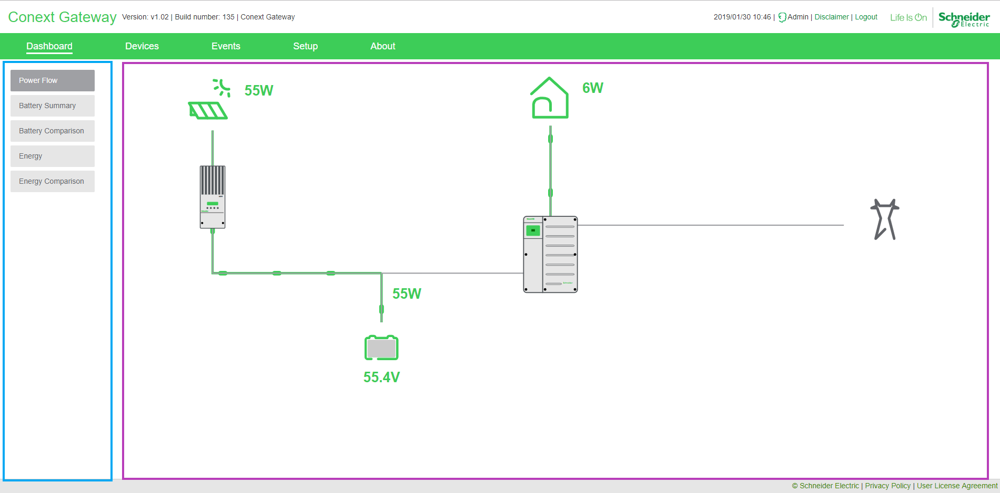 Conext Gateway Version: v1.02 | Build number: 135 | Conext Gateway
2019/01/30 10:46 | Admin | Disclaimer | Logout
Life Is On
Schneider
Electric
Dashboard Devices Events Setup About
Power Flow
Battery Summary
Battery Comparison
Energy
Energy Comparison
55W
6W
55W
55.4V
© Schneider Electric | Privacy Policy | User License Agreement